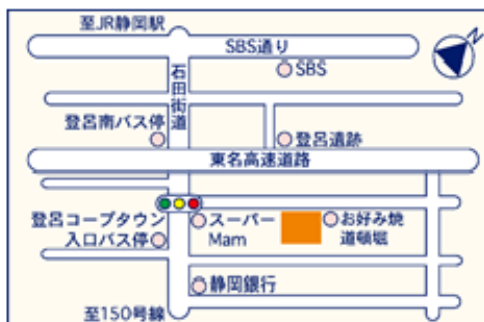 至JR静岡駅
SBS通り
N
SBS
石田街道
登呂南バス停
登呂遺跡
東名高速道路
登呂コープタウン
入口バス停
スーパー
Mam
お好み焼
道頓堀
静岡銀行
至150号線